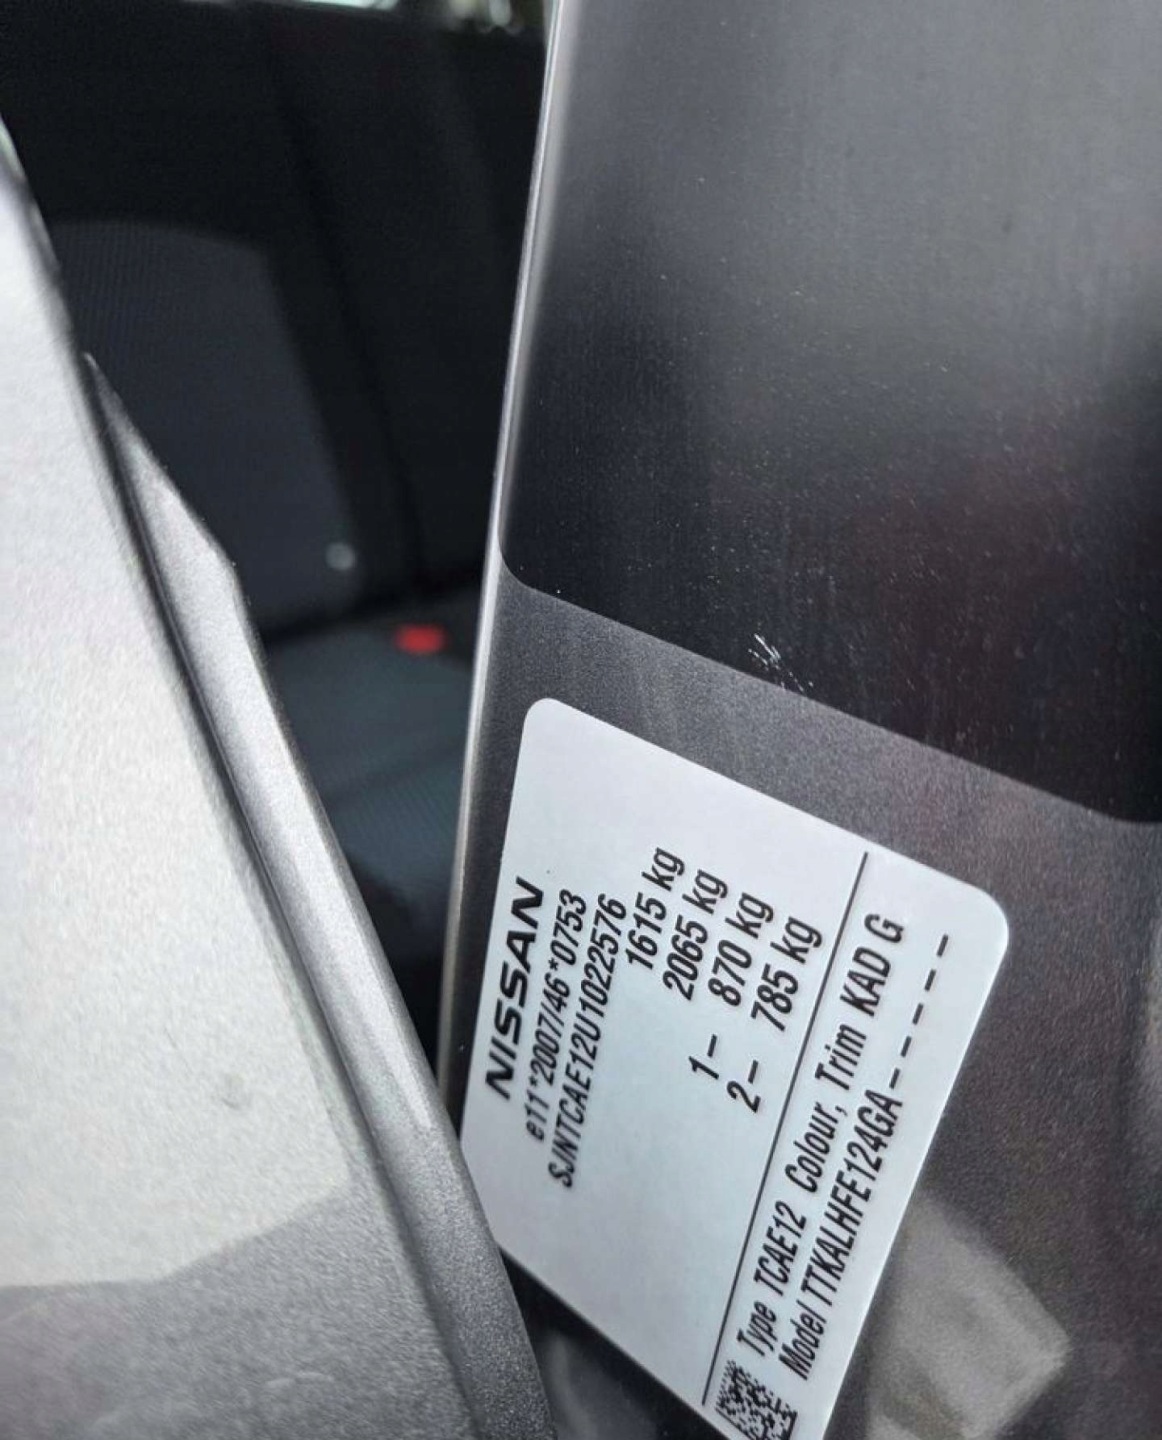 NISSAN
e11*2007/46*0753
SJNTCAE12U1022576
1615 kg
2065 kg
1– 870 kg
2– 785 kg
Type TCAE12 Colour, Trim KAD G
Model TTKALHFE124GA–––––